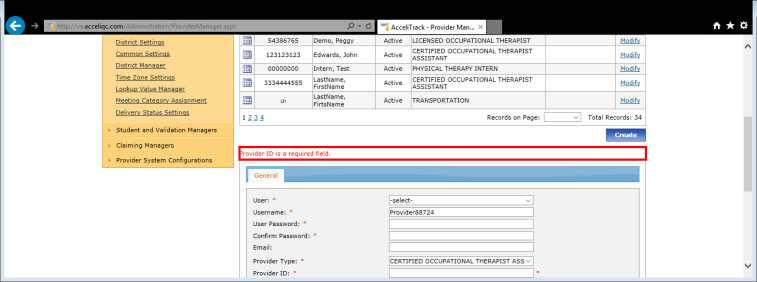 http://ve.acceliqc.com/Administration/ProviderManager.aspx
AcceliTrack - Provider Man...
District Settings
Common Settings
District Manager
Time Zone Settings
Lookup Value Manager
Meeting Category Assignment
Delivery Status Settings
Student and Validation Managers
Claiming Managers
Provider System Configurations
54386765 Demo, Peggy Active LICENSED OCCUPATIONAL THERAPIST Modify
123123123 Edwards, John Active CERTIFIED OCCUPATIONAL THERAPIST ASSISTANT Modify
00000000 Intern, Test Active PHYSICAL THERAPY INTERN Modify
3334444555 LastName, FirstName Active CERTIFIED OCCUPATIONAL THERAPIST ASSISTANT Modify
ui LastName, FirtsName Active TRANSPORTATION Modify
1 2 3 4 Records on Page: Total Records: 34
Create
Provider ID is a required field.
General
User: * -select-
Username: * Provider88724
User Password: *
Confirm Password: *
Email:
Provider Type: * CERTIFIED OCCUPATIONAL THERAPIST ASS
Provider ID: * *